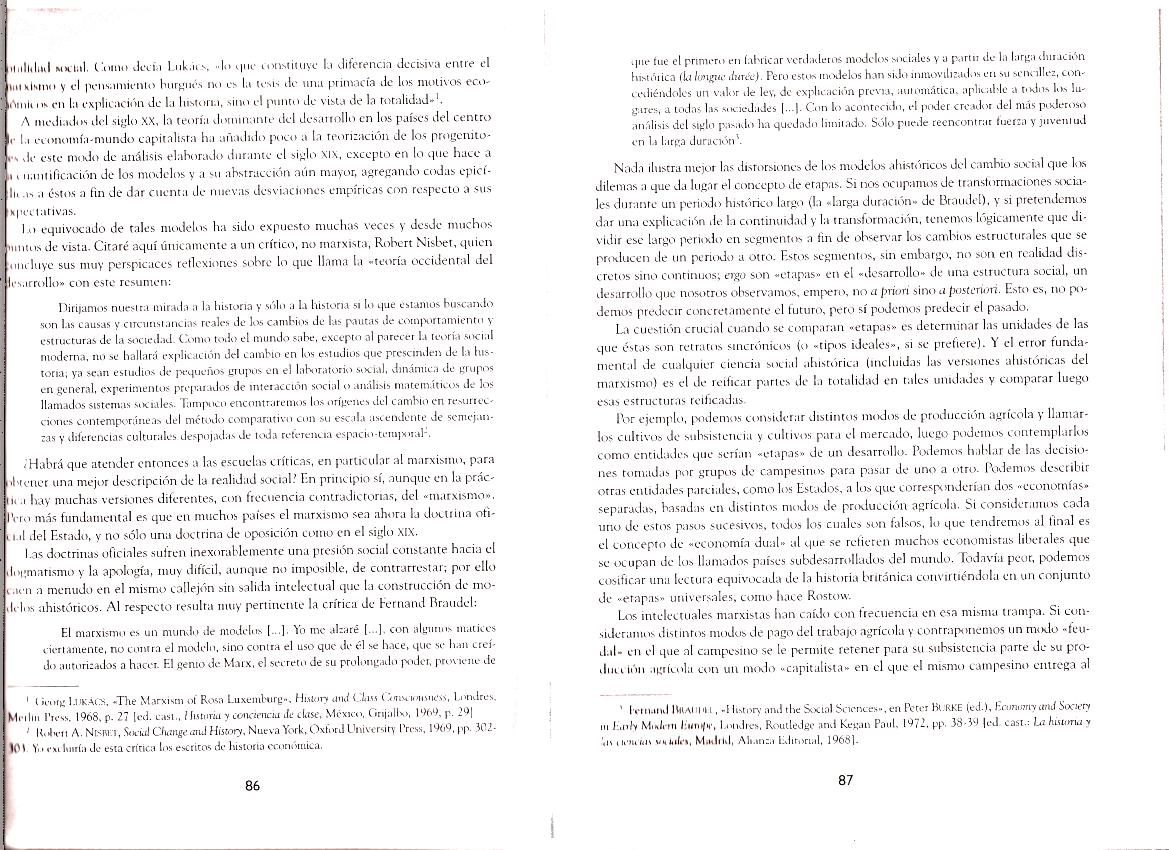 totalidad social. Como decía Lukács, «lo que constituye la diferencia decisiva entre el
marxismo y el pensamiento burgués no es la tesis de una primacía de los motivos eco-
nómicos en la explicación de la historia, sino el punto de vista de la totalidad»¹.
A mediados del siglo XX, la teoría dominante del desarrollo en los países del centro
de la economía-mundo capitalista ha añadido poco a la teorización de los progenito-
res de este modo de análisis elaborado durante el siglo XIX, excepto en lo que hace a
la cuantificación de los modelos y a su abstracción aún mayor, agregando codas epicí-
clicas a éstos a fin de dar cuenta de nuevas desviaciones empíricas con respecto a sus
expectativas.
Lo equivocado de tales modelos ha sido expuesto muchas veces y desde muchos
puntos de vista. Citaré aquí únicamente a un crítico, no marxista, Robert Nisbet, quien
concluye sus muy perspicaces reflexiones sobre lo que llama la «teoría occidental del
desarrollo» con este resumen:
Dirijamos nuestra mirada a la historia y sólo a la historia si lo que estamos buscando
son las causas y circunstancias reales de los cambios de las pautas de comportamiento y
estructuras de la sociedad. Como todo el mundo sabe, excepto al parecer la teoría social
moderna, no se hallará explicación del cambio en los estudios que prescinden de la his-
toria; ya sean estudios de pequeños grupos en el laboratorio social, dinámica de grupos
en general, experimentos preparados de interacción social o análisis matemáticos de los
llamados sistemas sociales. Tampoco encontraremos los orígenes del cambio en resurrec-
ciones contemporáneas del método comparativo con su escala ascendente de semejan-
zas y diferencias culturales despojadas de toda referencia espacio-temporal².
¿Habrá que atender entonces a las escuelas críticas, en particular al marxismo, para
obtener una mejor descripción de la realidad social? En principio sí, aunque en la prác-
tica hay muchas versiones diferentes, con frecuencia contradictorias, del «marxismo».
Pero más fundamental es que en muchos países el marxismo sea ahora la doctrina ofi-
cial del Estado, y no sólo una doctrina de oposición como en el siglo XIX.
Las doctrinas oficiales sufren inexorablemente una presión social constante hacia el
dogmatismo y la apología, muy difícil, aunque no imposible, de contrarrestar; por ello
caen a menudo en el mismo callejón sin salida intelectual que la construcción de mo-
delos ahistóricos. Al respecto resulta muy pertinente la crítica de Fernand Braudel:
El marxismo es un mundo de modelos [...]. Yo me alzaré [...], con algunos matices
ciertamente, no contra el modelo, sino contra el uso que de él se hace, que se han creí-
do autorizados a hacer. El genio de Marx, el secreto de su prolongado poder, proviene de
¹ Georg LUKÁCS, «The Marxism of Rosa Luxemburg», History and Class Consciousness, Londres,
Merlin Press, 1968, p. 27 [ed. cast., Historia y conciencia de clase, México, Grijalbo, 1969, p. 29]
² Robert A. NISBET, Social Change and History, Nueva York, Oxford University Press, 1969, pp. 302-
303. Yo excluiría de esta crítica los escritos de historia económica.
86
que fue el primero en fabricar verdaderos modelos sociales y a partir de la larga duración
histórica (la longue durée). Pero estos modelos han sido inmovilizados en su sencillez, con-
cediéndoles un valor de ley, de explicación previa, automática, aplicable a todos los lu-
gares, a todas las sociedades [...]. Con lo acontecido, el poder creador del más poderoso
análisis del siglo pasado ha quedado limitado. Sólo puede reencontrar fuerza y juventud
en la larga duración³.
Nada ilustra mejor las distorsiones de los modelos ahistóricos del cambio social que los
dilemas a que da lugar el concepto de etapas. Si nos ocupamos de transformaciones socia-
les durante un periodo histórico largo (la «larga duración» de Braudel), y si pretendemos
dar una explicación de la continuidad y la transformación, tenemos lógicamente que di-
vidir ese largo periodo en segmentos a fin de observar los cambios estructurales que se
producen de un periodo a otro. Estos segmentos, sin embargo, no son en realidad dis-
cretos sino continuos; ergo son «etapas» en el «desarrollo» de una estructura social, un
desarrollo que nosotros observamos, empero, no a priori sino a posteriori. Esto es, no po-
demos predecir concretamente el futuro, pero sí podemos predecir el pasado.
La cuestión crucial cuando se comparan «etapas» es determinar las unidades de las
que éstas son retratos sincrónicos (o «tipos ideales», si se prefiere). Y el error funda-
mental de cualquier ciencia social ahistórica (incluidas las versiones ahistóricas del
marxismo) es el de reificar partes de la totalidad en tales unidades y comparar luego
esas estructuras reificadas.
Por ejemplo, podemos considerar distintos modos de producción agrícola y llamar-
los cultivos de subsistencia y cultivos para el mercado, luego podemos contemplarlos
como entidades que serían «etapas» de un desarrollo. Podemos hablar de las decisio-
nes tomadas por grupos de campesinos para pasar de uno a otro. Podemos describir
otras entidades parciales, como los Estados, a los que corresponderían dos «economías»
separadas, basadas en distintos modos de producción agrícola. Si consideramos cada
uno de estos pasos sucesivos, todos los cuales son falsos, lo que tendremos al final es
el concepto de «economía dual» al que se refieren muchos economistas liberales que
se ocupan de los llamados países subdesarrollados del mundo. Todavía peor, podemos
cosificar una lectura equivocada de la historia británica convirtiéndola en un conjunto
de «etapas» universales, como hace Rostow.
Los intelectuales marxistas han caído con frecuencia en esa misma trampa. Si con-
sideramos distintos modos de pago del trabajo agrícola y contraponemos un modo «feu-
dal» en el que al campesino se le permite retener para su subsistencia parte de su pro-
ducción agrícola con un modo «capitalista» en el que el mismo campesino entrega al
³ Fernand BRAUDEL, «History and the Social Sciences», en Peter BURKE (ed.), Economy and Society
in Early Modern Europe, Londres, Routledge and Kegan Paul, 1972, pp. 38-39 [ed. cast.: La historia y
las ciencias sociales, Madrid, Alianza Editorial, 1968].
87